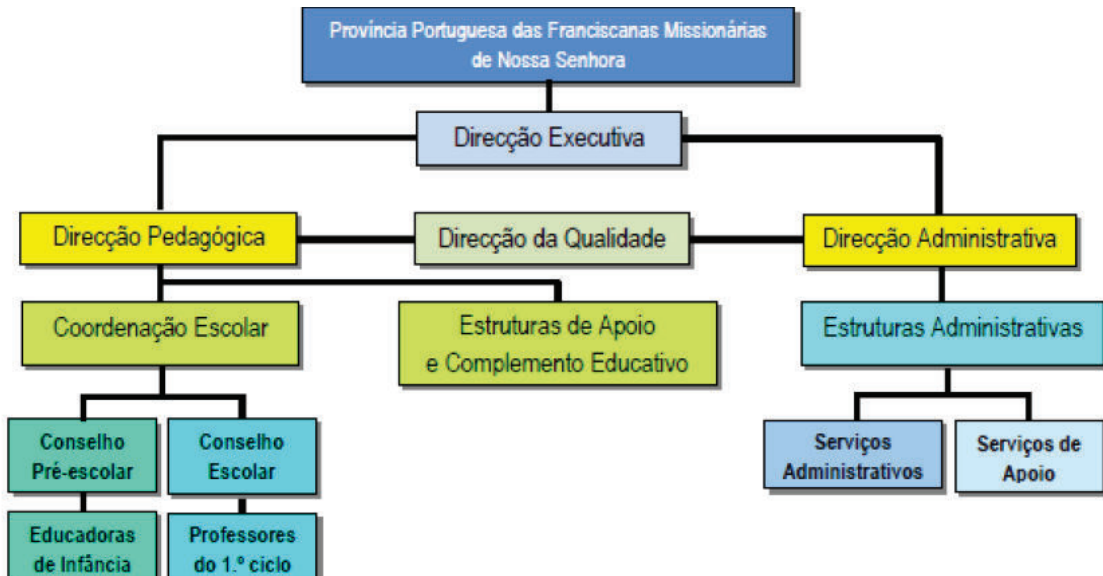 Província Portuguesa das Franciscanas Missionárias
de Nossa Senhora
Direcção Executiva
Direcção Pedagógica
Direcção da Qualidade
Direcção Administrativa
Coordenação Escolar
Estruturas de Apoio
e Complemento Educativo
Estruturas Administrativas
Conselho
Pré-escolar
Conselho
Escolar
Serviços
Administrativos
Serviços de
Apoio
Educadoras
de Infância
Professores
do 1.º ciclo